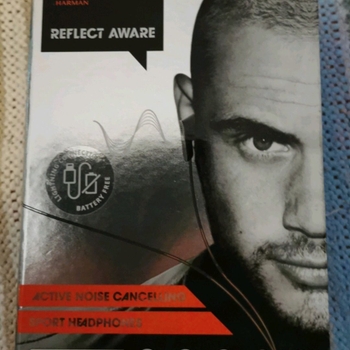 HARMAN
REFLECT AWARE
LIGHTNING CONNECTOR
BATTERY FREE
ACTIVE NOISE CANCELLING
SPORT HEADPHONES